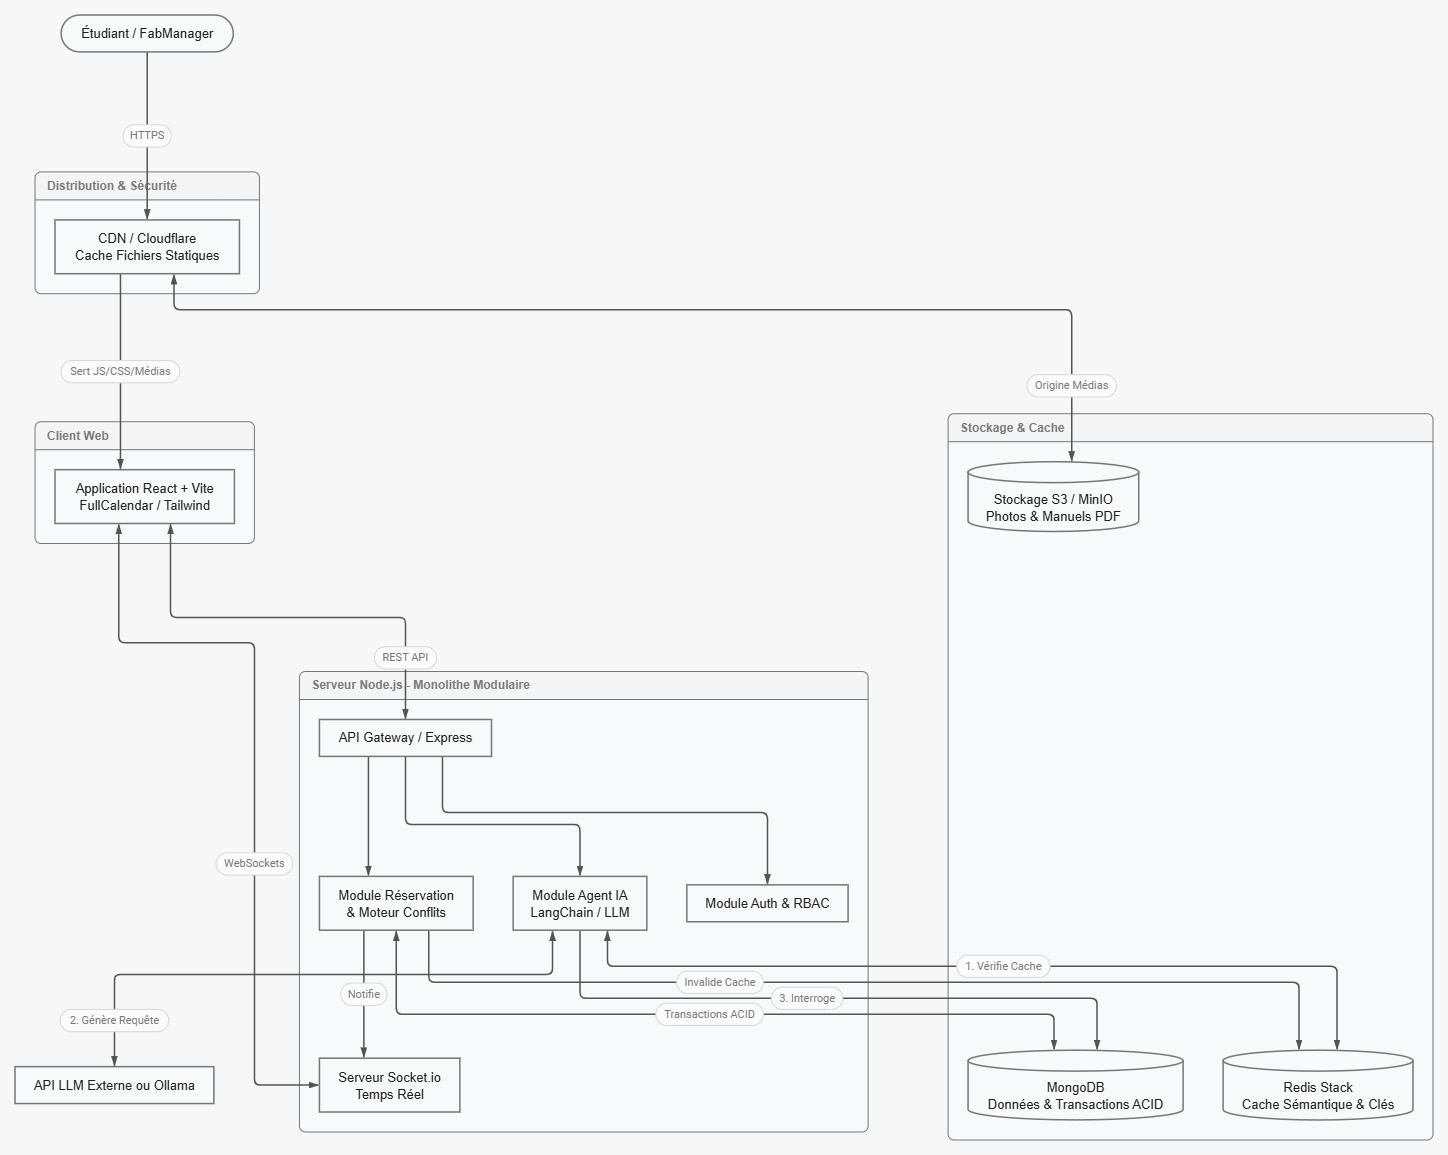 Étudiant / FabManager
HTTPS
Distribution & Sécurité
CDN / Cloudflare
Cache Fichiers Statiques
Sert JS/CSS/Médias
Origine Médias
Client Web
Application React + Vite
FullCalendar / Tailwind
Stockage & Cache
Stockage S3 / MinIO
Photos & Manuels PDF
REST API
Serveur Node.js - Monolithe Modulaire
API Gateway / Express
WebSockets
Module Réservation
& Moteur Conflits
Module Agent IA
LangChain / LLM
Module Auth & RBAC
1. Vérifie Cache
Invalide Cache
Notifie
3. Interroge
Transactions ACID
2. Génère Requête
API LLM Externe ou Ollama
Serveur Socket.io
Temps Réel
MongoDB
Données & Transactions ACID
Redis Stack
Cache Sémantique & Clés